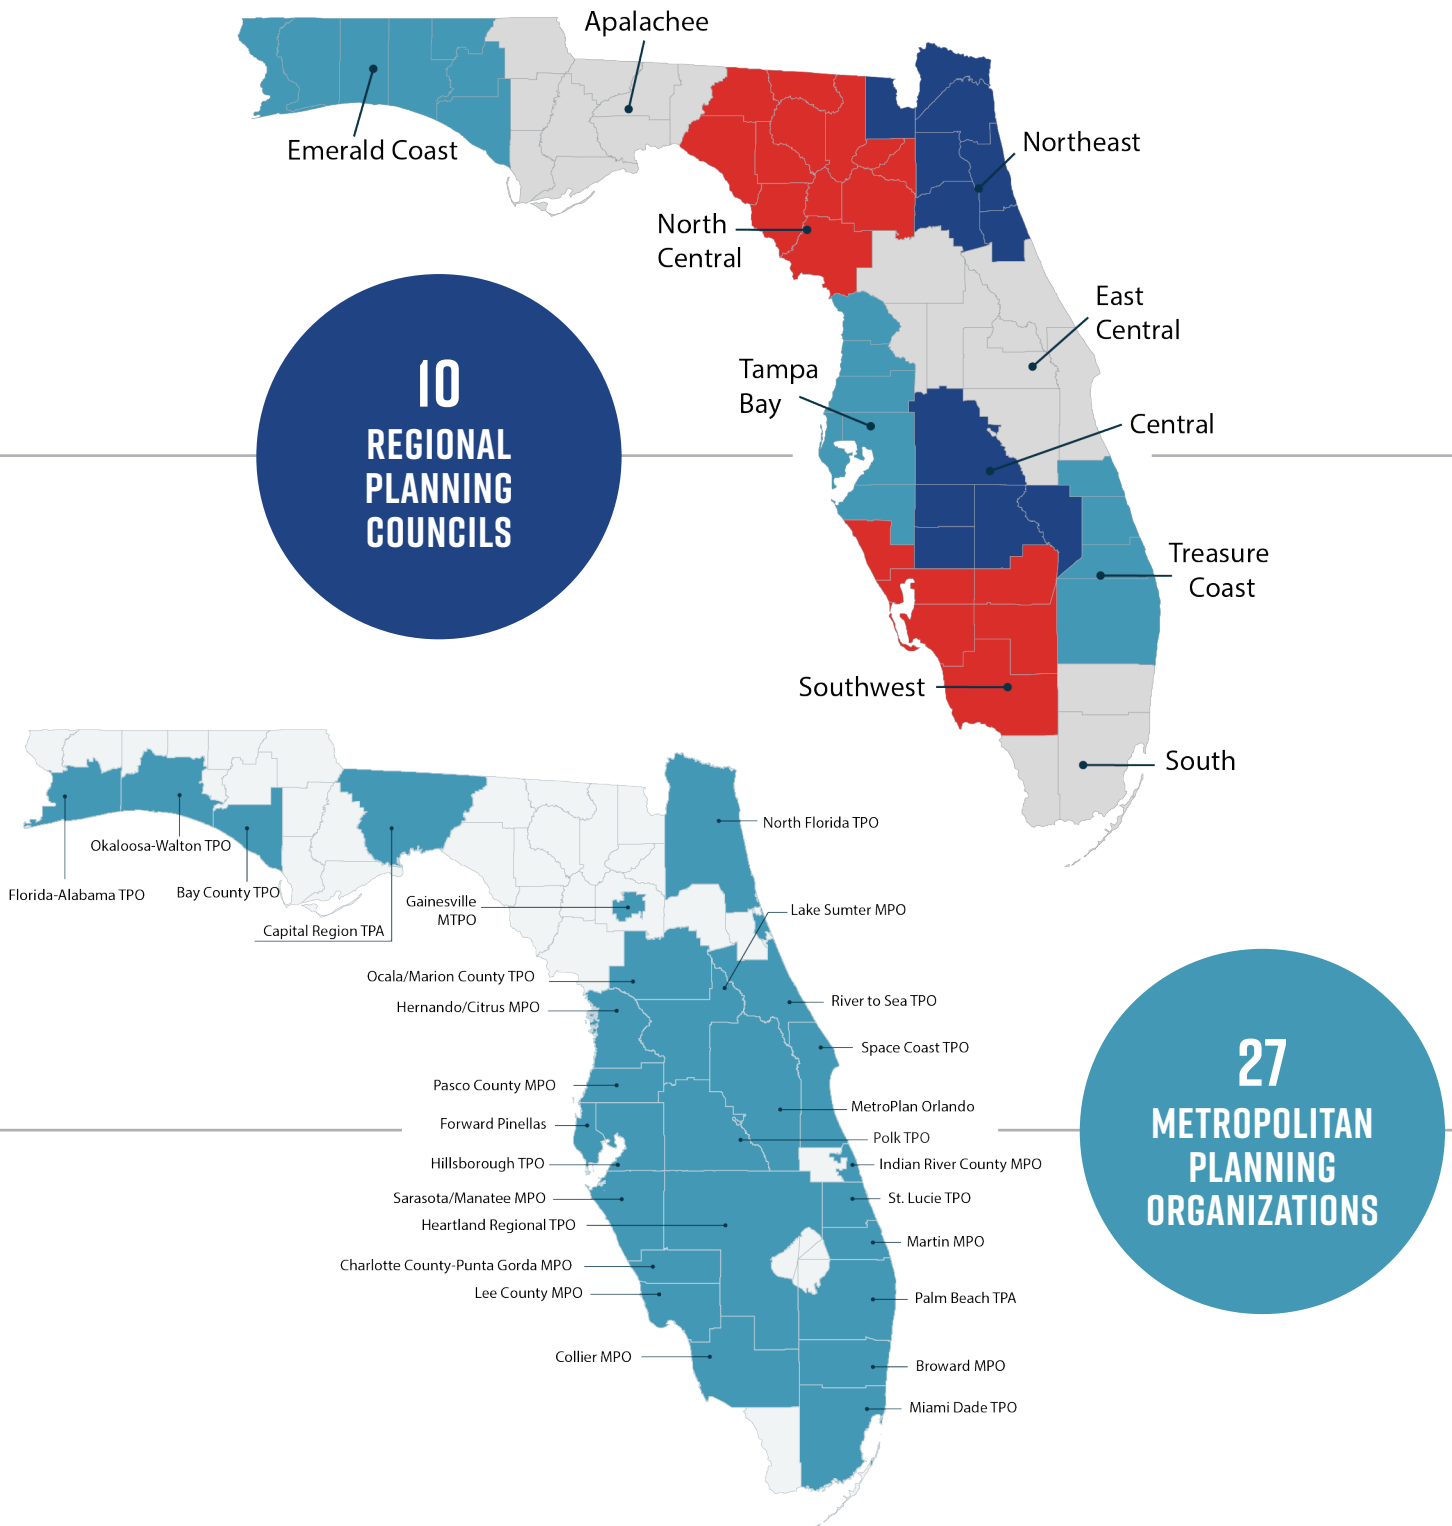 Apalachee
Emerald Coast
Northeast
North
Central
East
Central
Tampa
Bay
Central
Treasure
Coast
Southwest
South
10
REGIONAL
PLANNING
COUNCILS
North Florida TPO
Okaloosa-Walton TPO
Florida-Alabama TPO
Bay County TPO
Capital Region TPA
Gainesville
MTPO
Lake Sumter MPO
Ocala/Marion County TPO
Hernando/Citrus MPO
River to Sea TPO
Space Coast TPO
Pasco County MPO
MetroPlan Orlando
Forward Pinellas
Polk TPO
Hillsborough TPO
Indian River County MPO
Sarasota/Manatee MPO
St. Lucie TPO
Heartland Regional TPO
Martin MPO
Charlotte County-Punta Gorda MPO
Lee County MPO
Palm Beach TPA
Collier MPO
Broward MPO
Miami Dade TPO
27
METROPOLITAN
PLANNING
ORGANIZATIONS